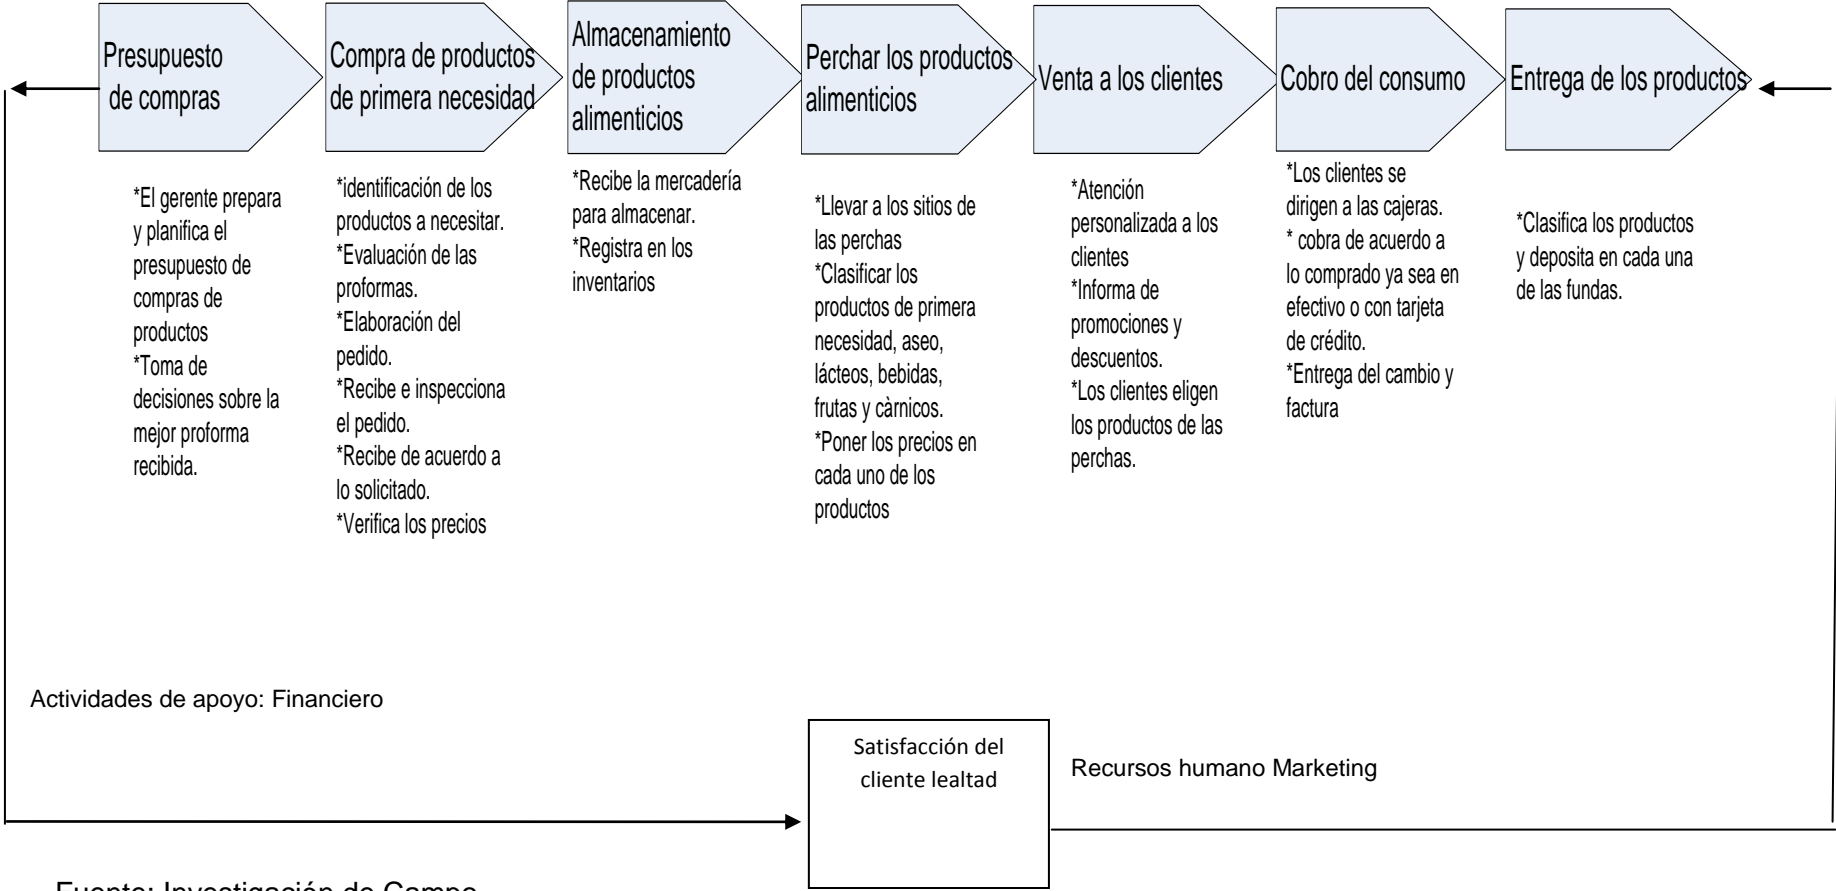 Presupuesto
de compras
Compra de productos
de primera necesidad
Almacenamiento
de productos
alimenticios
Perchar los productos
alimenticios
Venta a los clientes
Cobro del consumo
Entrega de los productos
*El gerente prepara
y planifica el
presupuesto de
compras de
productos
*Toma de
decisiones sobre la
mejor proforma
recibida.
*identificación de los
productos a necesitar.
*Evaluación de las
proformas.
*Elaboración del
pedido.
*Recibe e inspecciona
el pedido.
*Recibe de acuerdo a
lo solicitado.
*Verifica los precios
*Recibe la mercadería
para almacenar.
*Registra en los
inventarios
*Llevar a los sitios de
las perchas
*Clasificar los
productos de primera
necesidad, aseo,
lácteos, bebidas,
frutas y càrnicos.
*Poner los precios en
cada uno de los
productos
*Atención
personalizada a los
clientes
*Informa de
promociones y
descuentos.
*Los clientes eligen
los productos de las
perchas.
*Los clientes se
dirigen a las cajeras.
* cobra de acuerdo a
lo comprado ya sea en
efectivo o con tarjeta
de crédito.
*Entrega del cambio y
factura
*Clasifica los productos
y deposita en cada una
de las fundas.
Actividades de apoyo: Financiero
Satisfacción del
cliente lealtad
Recursos humano Marketing
Fuente: Investigación de Campo